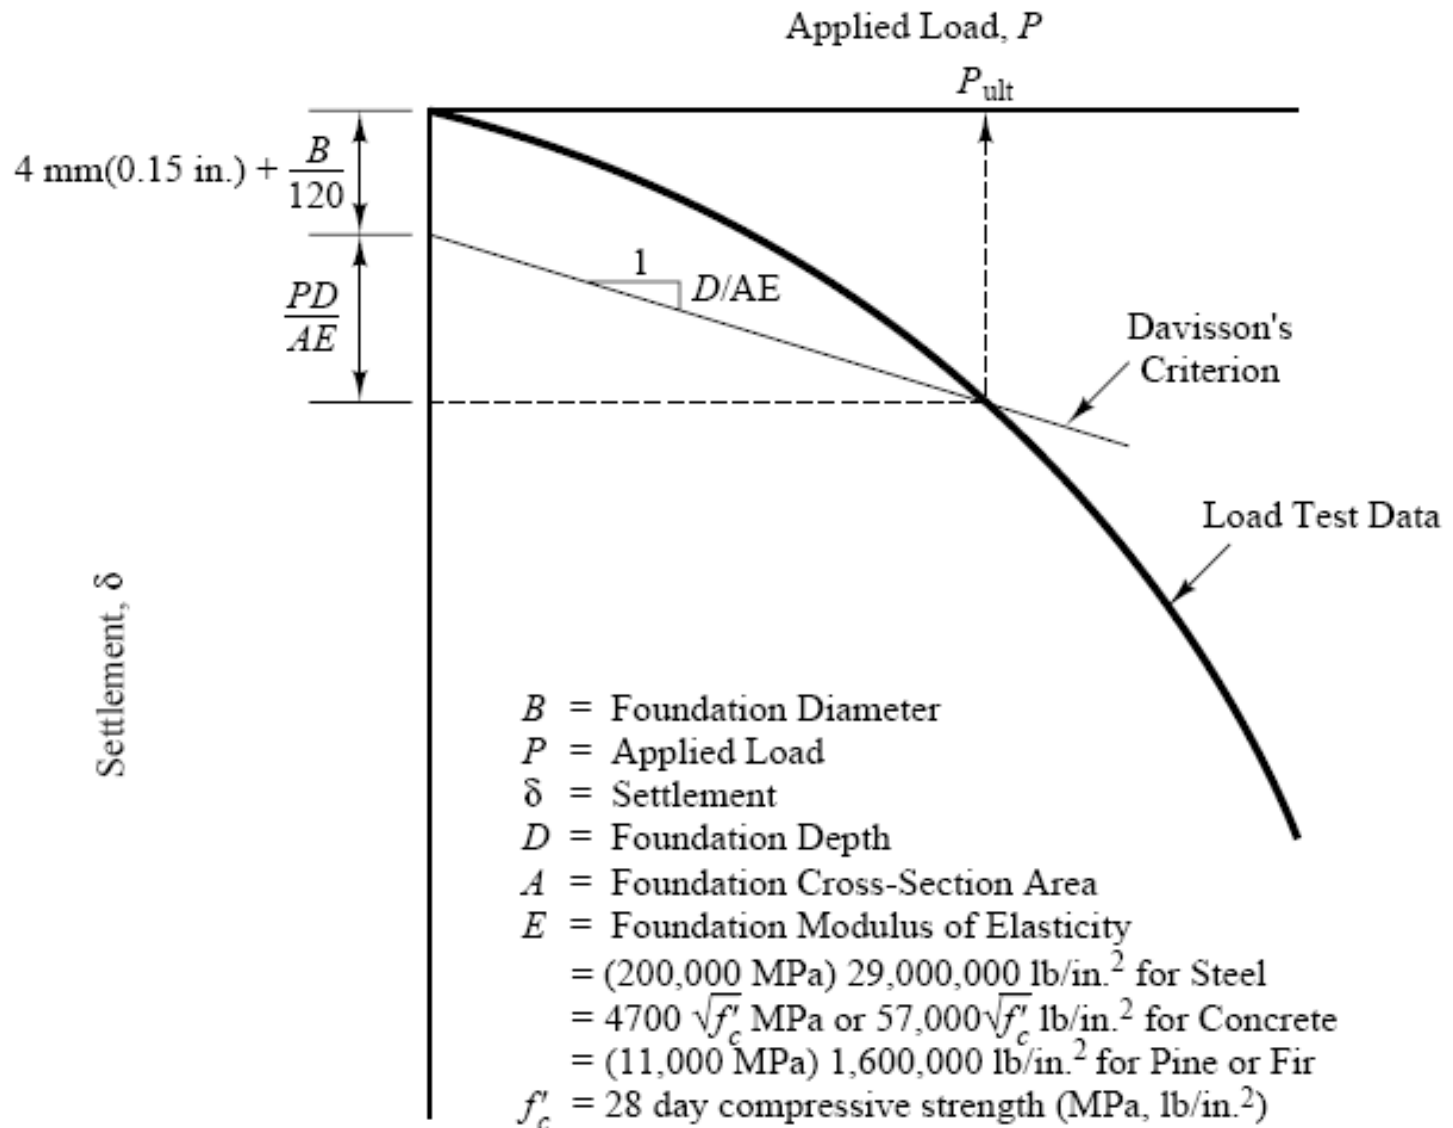 Applied Load, P
P_ult
4 mm(0.15 in.) + B/120
1
D/AE
PD/AE
Davisson's
Criterion
Load Test Data
Settlement, δ
B = Foundation Diameter
P = Applied Load
δ = Settlement
D = Foundation Depth
A = Foundation Cross-Section Area
E = Foundation Modulus of Elasticity
= (200,000 MPa) 29,000,000 lb/in.² for Steel
= 4700 √f′c MPa or 57,000√f′c lb/in.² for Concrete
= (11,000 MPa) 1,600,000 lb/in.² for Pine or Fir
f′c = 28 day compressive strength (MPa, lb/in.²)